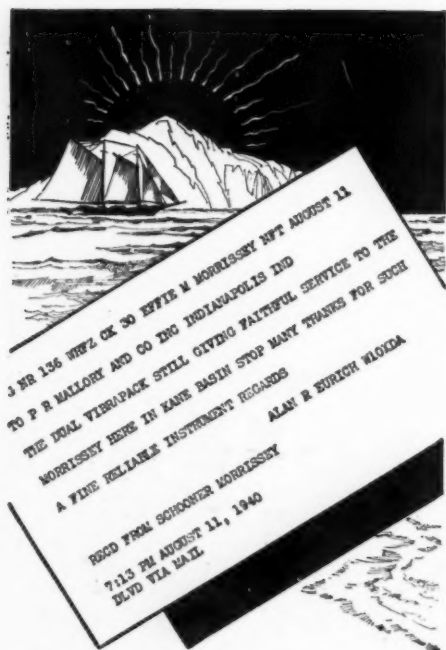 G NR 136 WHFZ CK 30 EFFIE M MORRISSEY NFT AUGUST 11
TO P R MALLORY AND CO INC INDIANAPOLIS IND
THE DUAL VIBRAPACK STILL GIVING FAITHFUL SERVICE TO THE
MORRISSEY HERE IN KANE BASIN STOP MANY THANKS FOR SUCH
A FINE RELIABLE INSTRUMENT REGARDS
ALAN R EURICH W1OXDA
RECD FROM SCHOONER MORRISSEY
7:13 PM AUGUST 11, 1940
DLVD VIA MAIL